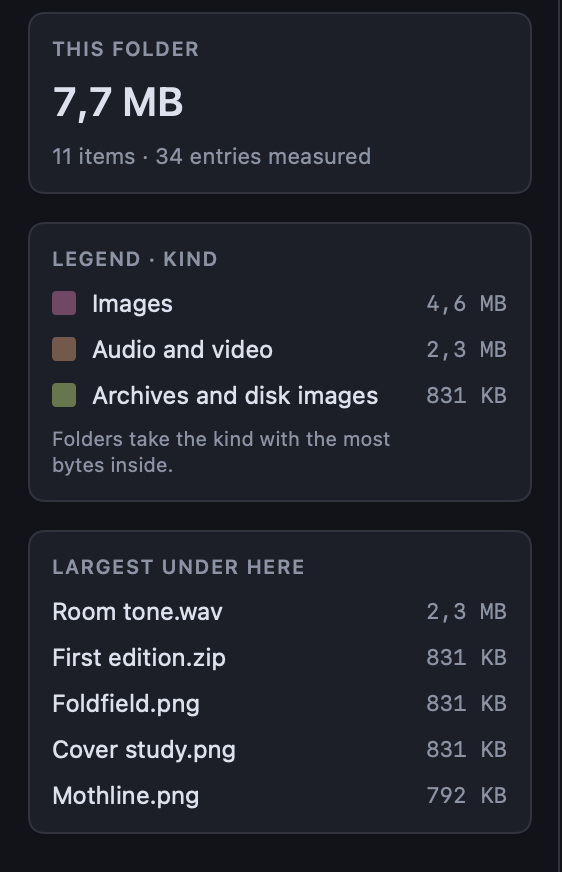 THIS FOLDER
7,7 MB
11 items · 34 entries measured
LEGEND · KIND
Images 4,6 MB
Audio and video 2,3 MB
Archives and disk images 831 KB
Folders take the kind with the most
bytes inside.
LARGEST UNDER HERE
Room tone.wav 2,3 MB
First edition.zip 831 KB
Foldfield.png 831 KB
Cover study.png 831 KB
Mothline.png 792 KB